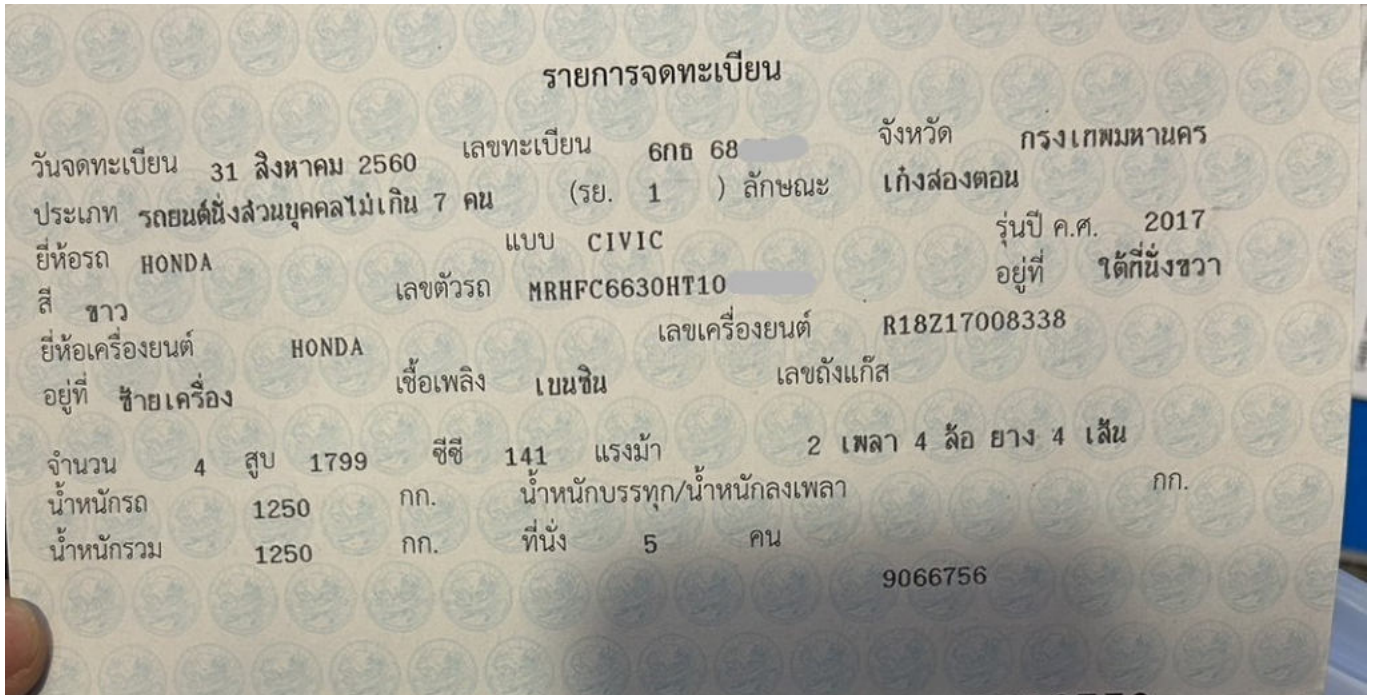 รายการจดทะเบียน
วันจดทะเบียน 31 สิงหาคม 2560 เลขทะเบียน 6กธ 68 จังหวัด กรุงเทพมหานคร
ประเภท รถยนต์นั่งส่วนบุคคลไม่เกิน 7 คน (รย. 1 ) ลักษณะ เก๋งสองตอน
ยี่ห้อรถ HONDA แบบ CIVIC รุ่นปี ค.ศ. 2017
สี ขาว เลขตัวรถ MRHFC6630HT10 อยู่ที่ ใต้ที่นั่งขวา
ยี่ห้อเครื่องยนต์ HONDA เลขเครื่องยนต์ R18Z17008338
อยู่ที่ ซ้ายเครื่อง เชื้อเพลิง เบนซิน เลขถังแก๊ส
จำนวน 4 สูบ 1799 ซีซี 141 แรงม้า 2 เพลา 4 ล้อ ยาง 4 เส้น
น้ำหนักรถ 1250 กก. น้ำหนักบรรทุก/น้ำหนักลงเพลา กก.
น้ำหนักรวม 1250 กก. ที่นั่ง 5 คน
9066756